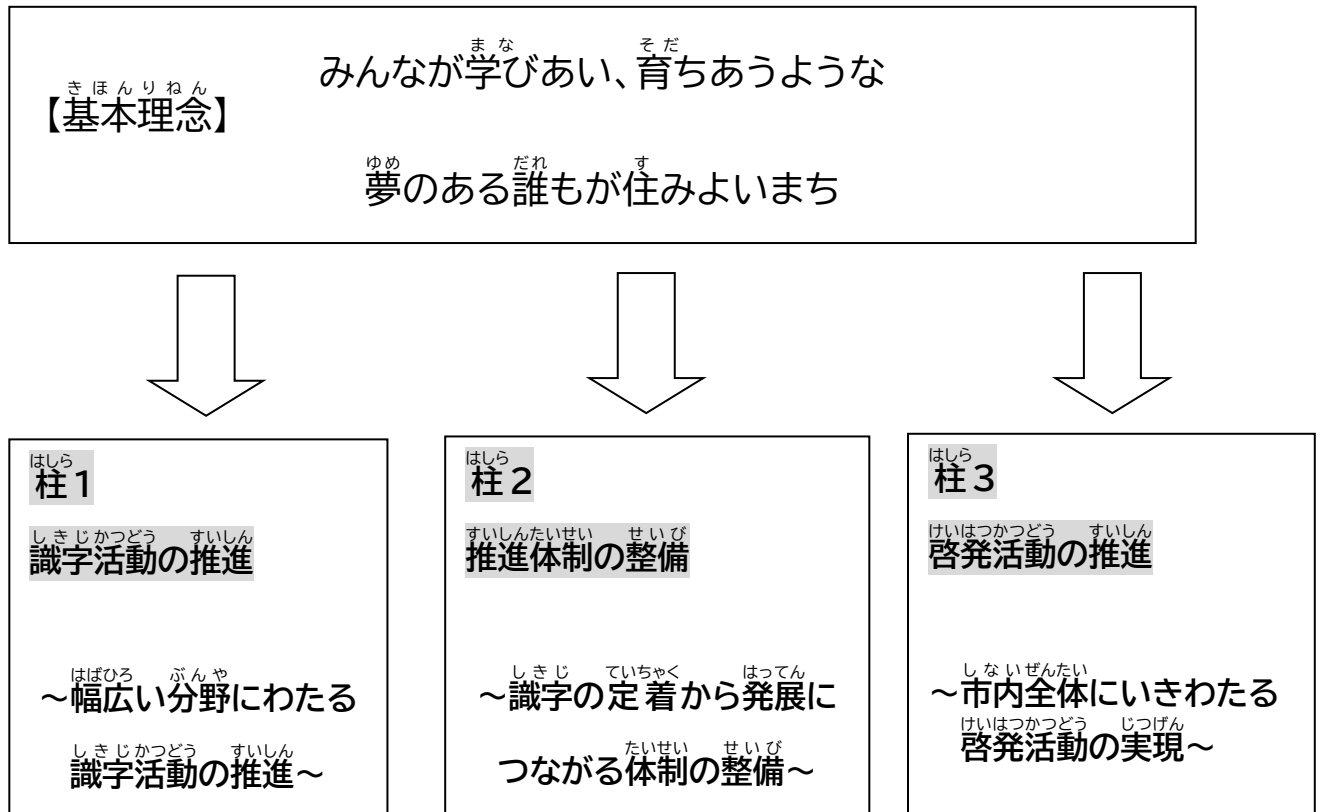 みんなが学びあい、育ちあうような
【基本理念】
夢のある誰もが住みよいまち
柱1
識字活動の推進
~幅広い分野にわたる
識字活動の推進~
柱2
推進体制の整備
~識字の定着から発展に
つながる体制の整備~
柱3
啓発活動の推進
~市内全体にいきわたる
啓発活動の実現~